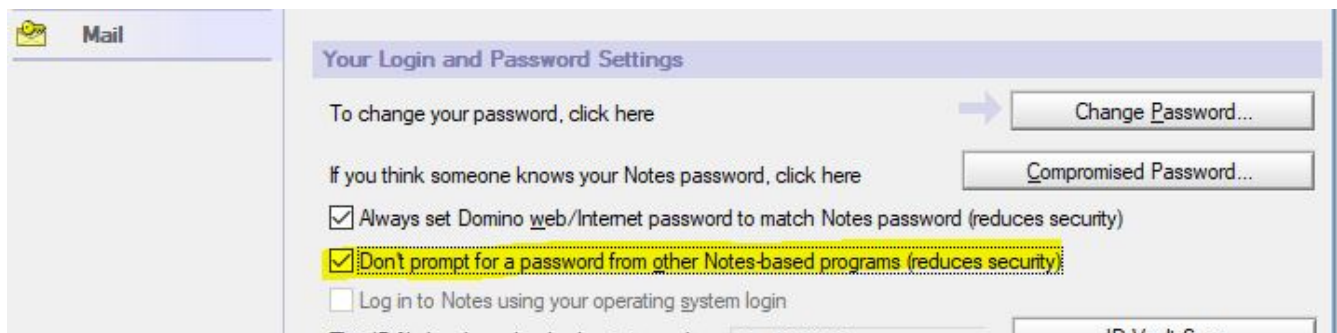 Mail
Your Login and Password Settings
To change your password, click here
Change Password...
If you think someone knows your Notes password, click here
Compromised Password...
Always set Domino web/Internet password to match Notes password (reduces security)
Don't prompt for a password from other Notes-based programs (reduces security)
Log in to Notes using your operating system login